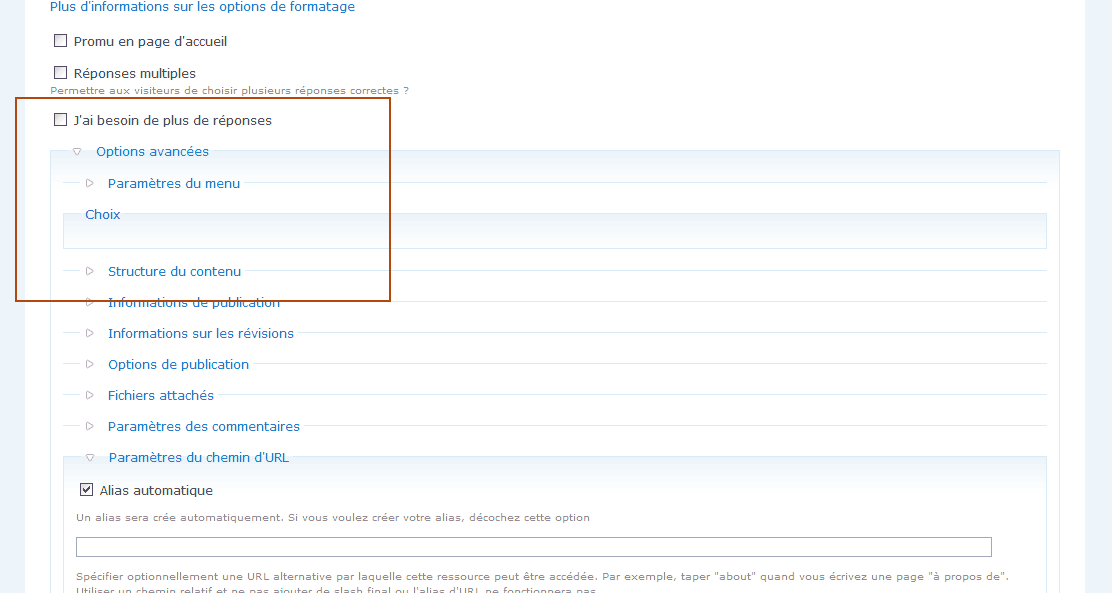 Plus d'informations sur les options de formatage
Promu en page d'accueil
Réponses multiples
Permettre aux visiteurs de choisir plusieurs réponses correctes ?
J'ai besoin de plus de réponses
Options avancées
Paramètres du menu
Choix
Structure du contenu
Informations de publication
Informations sur les révisions
Options de publication
Fichiers attachés
Paramètres des commentaires
Paramètres du chemin d'URL
Alias automatique
Un alias sera crée automatiquement. Si vous voulez créer votre alias, décochez cette option
Spécifier optionnellement une URL alternative par laquelle cette ressource peut être accédée. Par exemple, taper "about" quand vous écrivez une page "à propos de".
Utiliser un chemin relatif et ne pas ajouter de slash final ou l'alias d'URL ne fonctionnera pas.